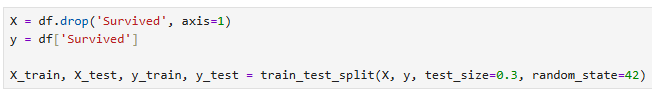 X = df.drop('Survived', axis=1)
y = df['Survived']
X_train, X_test, y_train, y_test = train_test_split(X, y, test_size=0.3, random_state=42)